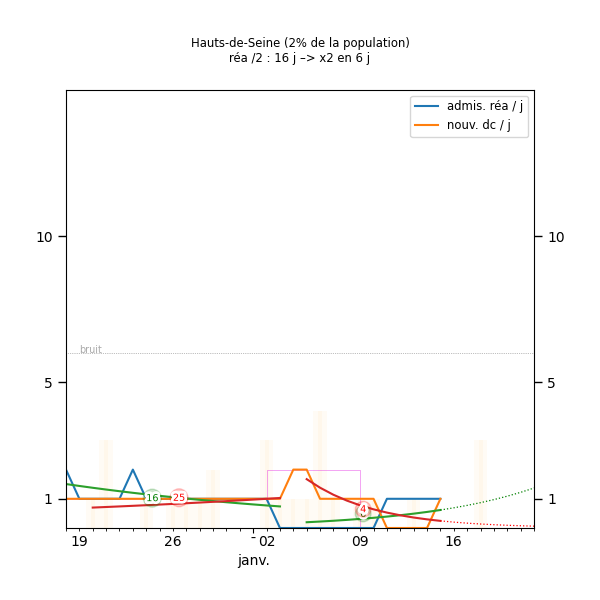 Hauts-de-Seine (2% de la population)
réa /2 : 16 j –> x2 en 6 j
admis. réa / j
nouv. dc / j
10 10
bruit
5 5
16 25
4
1 1
19 26 - 02 09 16
janv.